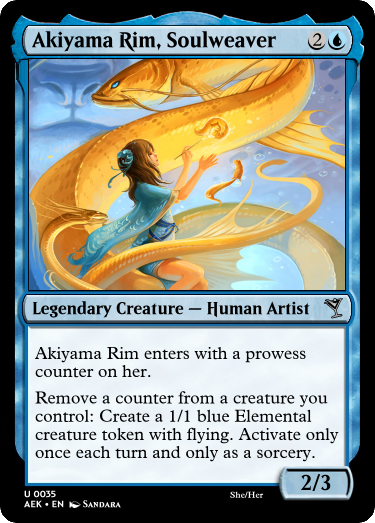 Akiyama Rim, Soulweaver 2
Legendary Creature — Human Artist
Akiyama Rim enters with a prowess
counter on her.
Remove a counter from a creature you
control: Create a 1/1 blue Elemental
creature token with flying. Activate only
once each turn and only as a sorcery.
2/3
U 0035
She/Her
AEK • EN SANDARA